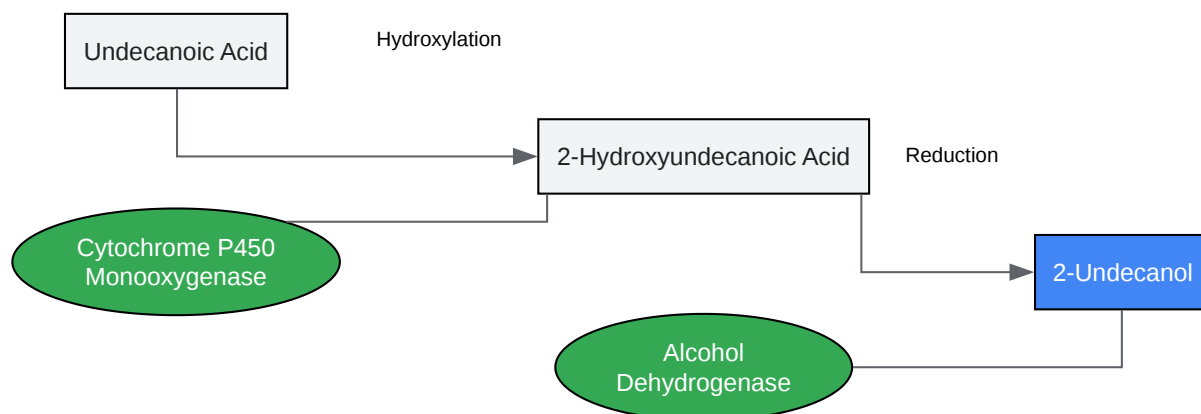 Undecanoic Acid
Hydroxylation
2-Hydroxyundecanoic Acid
Reduction
Cytochrome P450
Monooxygenase
2-Undecanol
Alcohol
Dehydrogenase